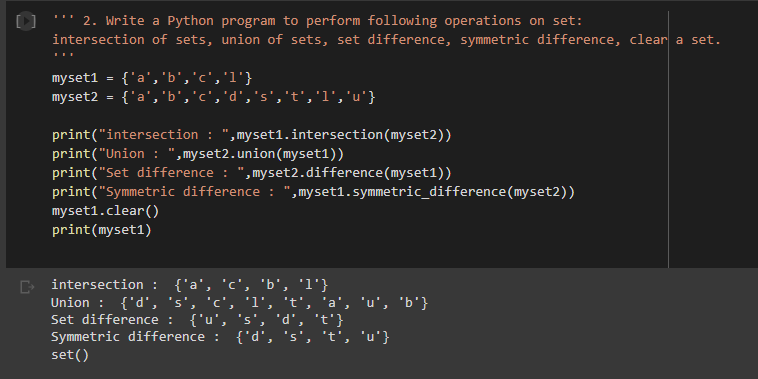 ''' 2. Write a Python program to perform following operations on set:
intersection of sets, union of sets, set difference, symmetric difference, clear a set.
'''
myset1 = {'a','b','c','l'}
myset2 = {'a','b','c','d','s','t','l','u'}
print("intersection : ",myset1.intersection(myset2))
print("Union : ",myset2.union(myset1))
print("Set difference : ",myset2.difference(myset1))
print("Symmetric difference : ",myset1.symmetric_difference(myset2))
myset1.clear()
print(myset1)
intersection :  {'a', 'c', 'b', 'l'}
Union :  {'d', 's', 'c', 'l', 't', 'a', 'u', 'b'}
Set difference :  {'u', 's', 'd', 't'}
Symmetric difference :  {'d', 's', 't', 'u'}
set()